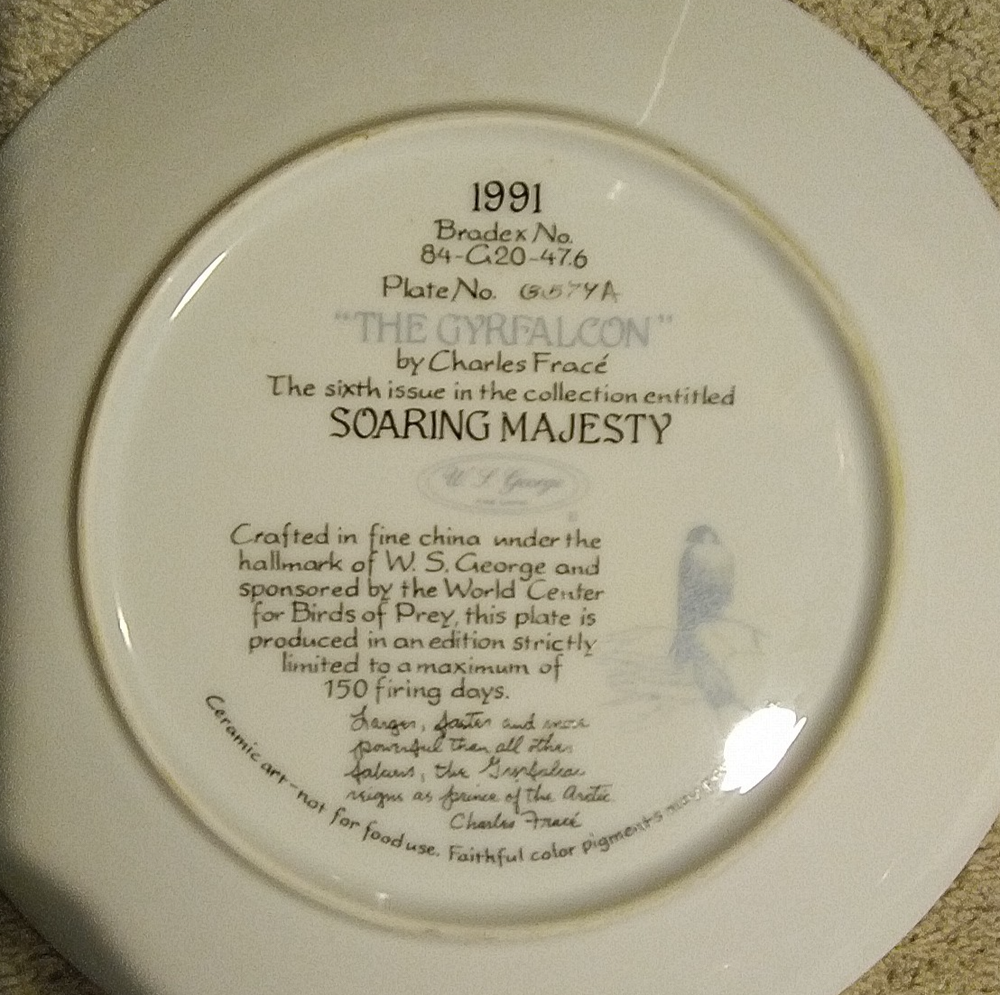 1991
Bradex No.
84-G20-47.6
Plate No. G579A
"THE GYRFALCON"
by Charles Fracé
The sixth issue in the collection entitled
SOARING MAJESTY
W. S. George
Crafted in fine china under the
hallmark of W. S. George and
sponsored by the World Center
for Birds of Prey, this plate is
produced in an edition strictly
limited to a maximum of
150 firing days.
Larger, faster and more
powerful than all other
falcons, the Gyrfalcon
reigns as prince of the Arctic.
Charles Fracé
Ceramic art-not for food use. Faithful color pigments may